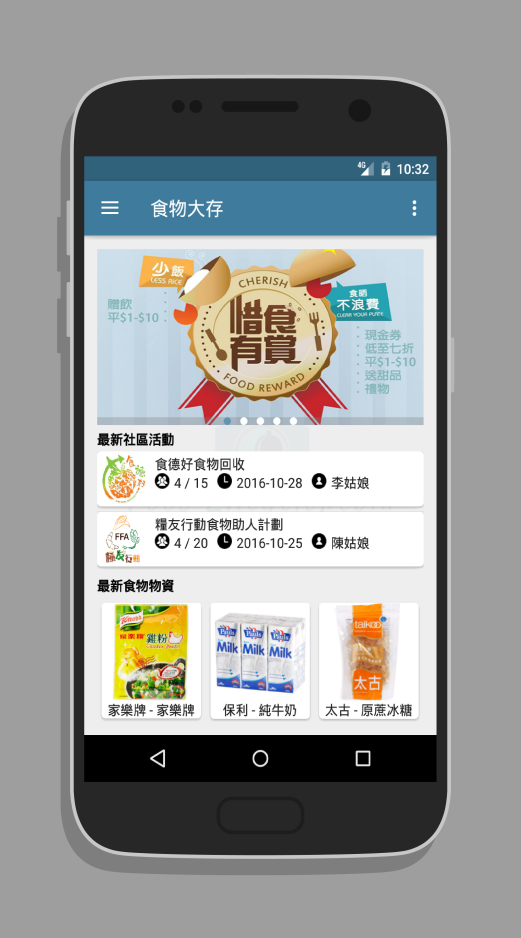 4G 10:32
食物大存
少飯
LESS RICE
贈飲
平$1-$10
CHERISH
惜食
有賞
FOOD REWARD
食晒
不浪費
CLEAR YOUR PLATE
現金券
低至七折
平$1-$10
送甜品
禮物
最新社區活動
食德好食物回收
4 / 15 2016-10-28 李姑娘
糧友行動食物助人計劃
FFA
糧友行動
4 / 20 2016-10-25 陳姑娘
最新食物物資
Knorr
家樂牌
雞粉
Pauls Pauls Pauls
Milk Milk Milk
taikoo
太古
家樂牌 - 家樂牌
保利 - 純牛奶
太古 - 原蔗冰糖